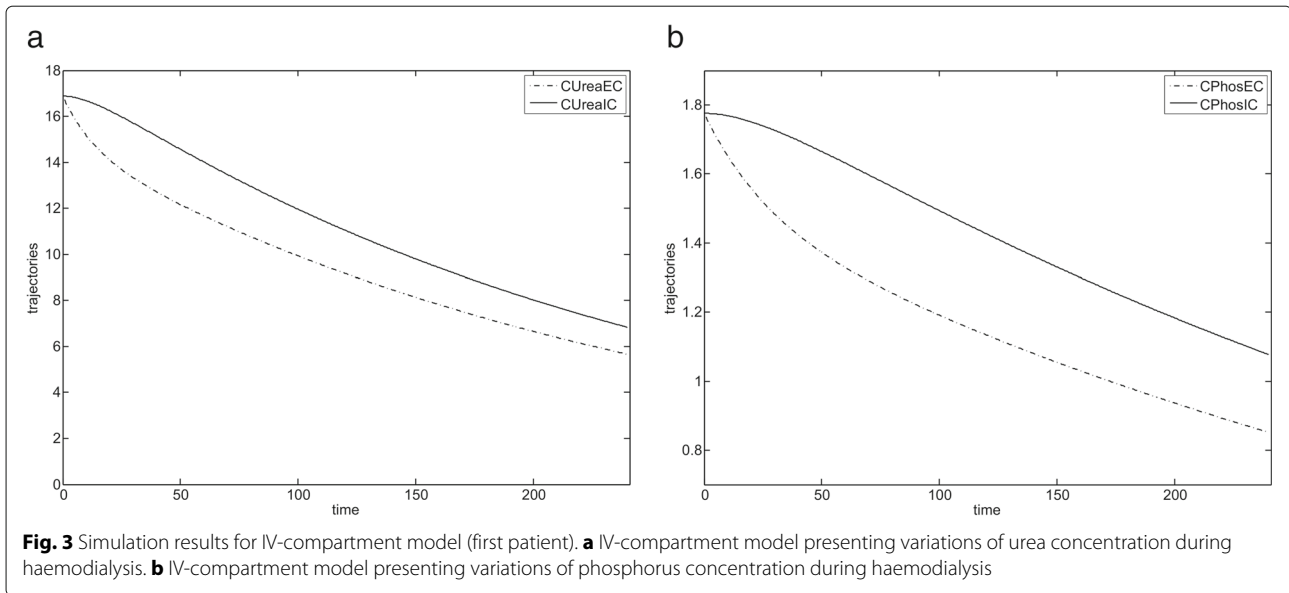 a
18
16
14
12
10
8
6
4
2
0
trajectories
0
50
100
150
200
time
CUreaEC
CUreaIC
b
1.8
1.6
1.4
1.2
1
0.8
trajectories
0
50
100
150
200
time
CPhosEC
CPhosIC
Fig. 3 Simulation results for IV-compartment model (first patient). a IV-compartment model presenting variations of urea concentration during
haemodialysis. b IV-compartment model presenting variations of phosphorus concentration during haemodialysis